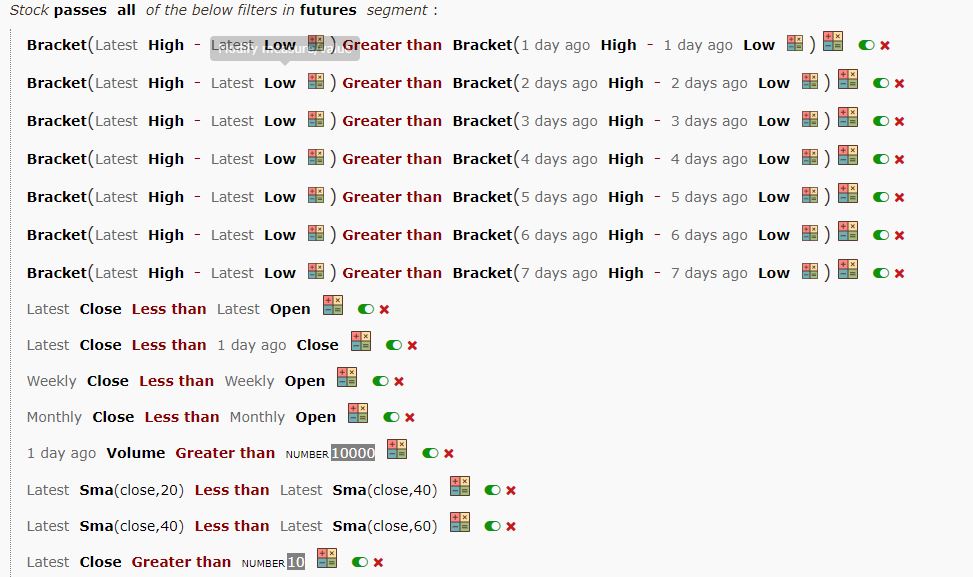 Stock passes all of the below filters in futures segment :
Bracket(Latest High - Latest Low ) Greater than Bracket(1 day ago High - 1 day ago Low )
Bracket(Latest High - Latest Low ) Greater than Bracket(2 days ago High - 2 days ago Low )
Bracket(Latest High - Latest Low ) Greater than Bracket(3 days ago High - 3 days ago Low )
Bracket(Latest High - Latest Low ) Greater than Bracket(4 days ago High - 4 days ago Low )
Bracket(Latest High - Latest Low ) Greater than Bracket(5 days ago High - 5 days ago Low )
Bracket(Latest High - Latest Low ) Greater than Bracket(6 days ago High - 6 days ago Low )
Bracket(Latest High - Latest Low ) Greater than Bracket(7 days ago High - 7 days ago Low )
Latest Close Less than Latest Open
Latest Close Less than 1 day ago Close
Weekly Close Less than Weekly Open
Monthly Close Less than Monthly Open
1 day ago Volume Greater than NUMBER 10000
Latest Sma(close,20) Less than Latest Sma(close,40)
Latest Sma(close,40) Less than Latest Sma(close,60)
Latest Close Greater than NUMBER 10